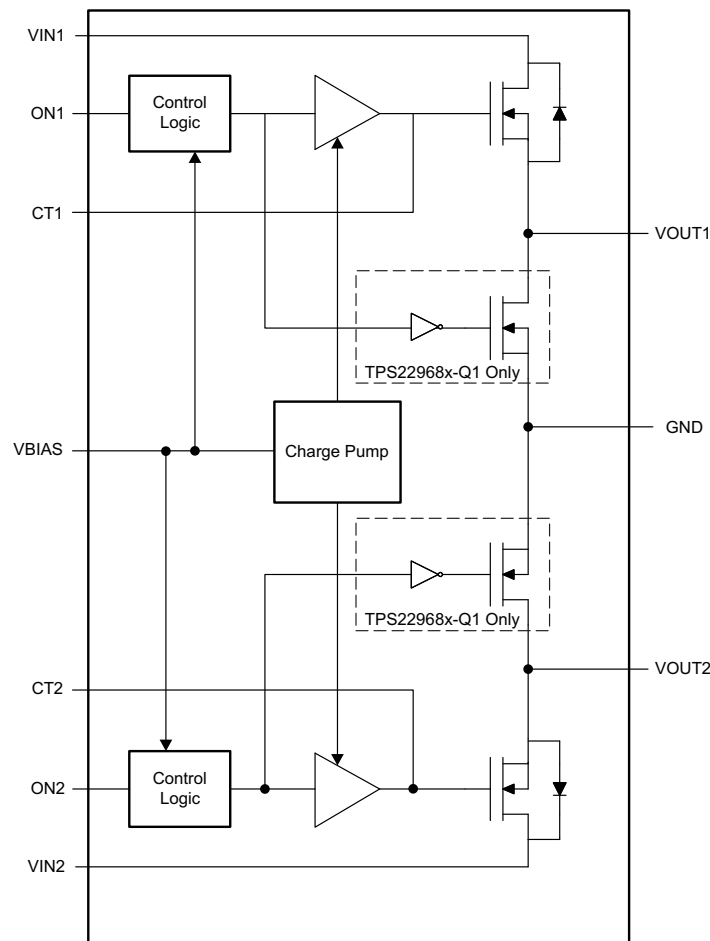 VIN1
Control
Logic
ON1
CT1
VOUT1
TPS22968x-Q1 Only
GND
VBIAS
Charge Pump
TPS22968x-Q1 Only
VOUT2
CT2
Control
Logic
ON2
VIN2